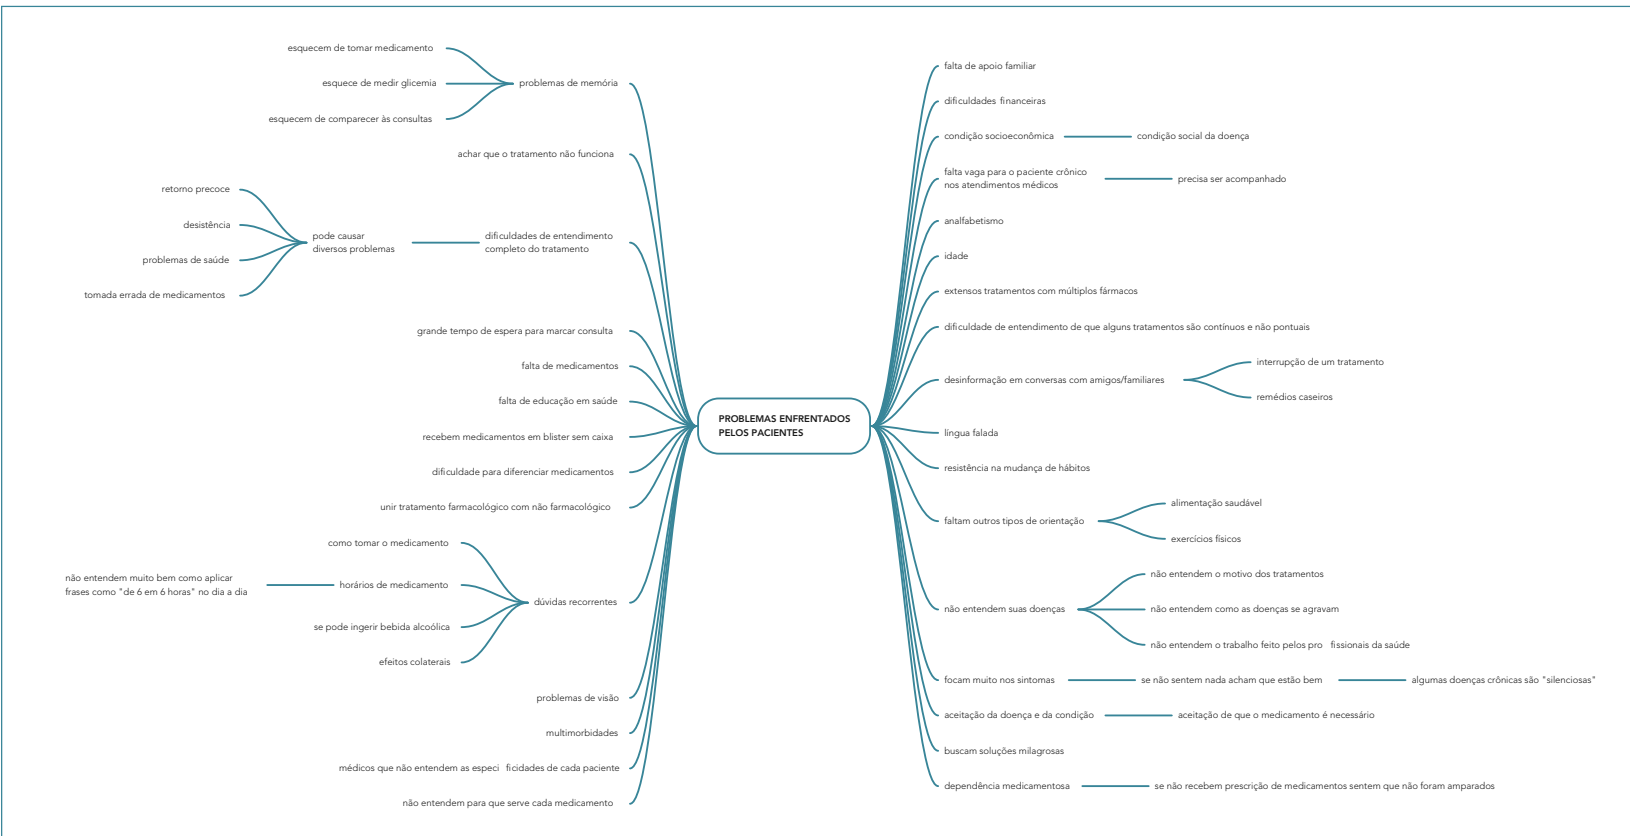 PROBLEMAS ENFRENTADOS
PELOS PACIENTES
esquecem de tomar medicamento
esquece de medir glicemia
esquecem de comparecer às consultas
problemas de memória
achar que o tratamento não funciona
retorno precoce
desistência
problemas de saúde
tomada errada de medicamentos
pode causar
diversos problemas
dificuldades de entendimento
completo do tratamento
grande tempo de espera para marcar consulta
falta de medicamentos
falta de educação em saúde
recebem medicamentos em blister sem caixa
dificuldade para diferenciar medicamentos
unir tratamento farmacológico com não farmacológico
como tomar o medicamento
não entendem muito bem como aplicar
frases como "de 6 em 6 horas" no dia a dia
horários de medicamento
se pode ingerir bebida alcoólica
efeitos colaterais
dúvidas recorrentes
problemas de visão
multimorbidades
médicos que não entendem as especi ficidades de cada paciente
não entendem para que serve cada medicamento
falta de apoio familiar
dificuldades financeiras
condição socioeconômica
condição social da doença
falta vaga para o paciente crônico
nos atendimentos médicos
precisa ser acompanhado
analfabetismo
idade
extensos tratamentos com múltiplos fármacos
dificuldade de entendimento de que alguns tratamentos são contínuos e não pontuais
desinformação em conversas com amigos/familiares
interrupção de um tratamento
remédios caseiros
língua falada
resistência na mudança de hábitos
faltam outros tipos de orientação
alimentação saudável
exercícios físicos
não entendem suas doenças
não entendem o motivo dos tratamentos
não entendem como as doenças se agravam
não entendem o trabalho feito pelos pro fissionais da saúde
focam muito nos sintomas
se não sentem nada acham que estão bem
algumas doenças crônicas são "silenciosas"
aceitação da doença e da condição
aceitação de que o medicamento é necessário
buscam soluções milagrosas
dependência medicamentosa
se não recebem prescrição de medicamentos sentem que não foram amparados